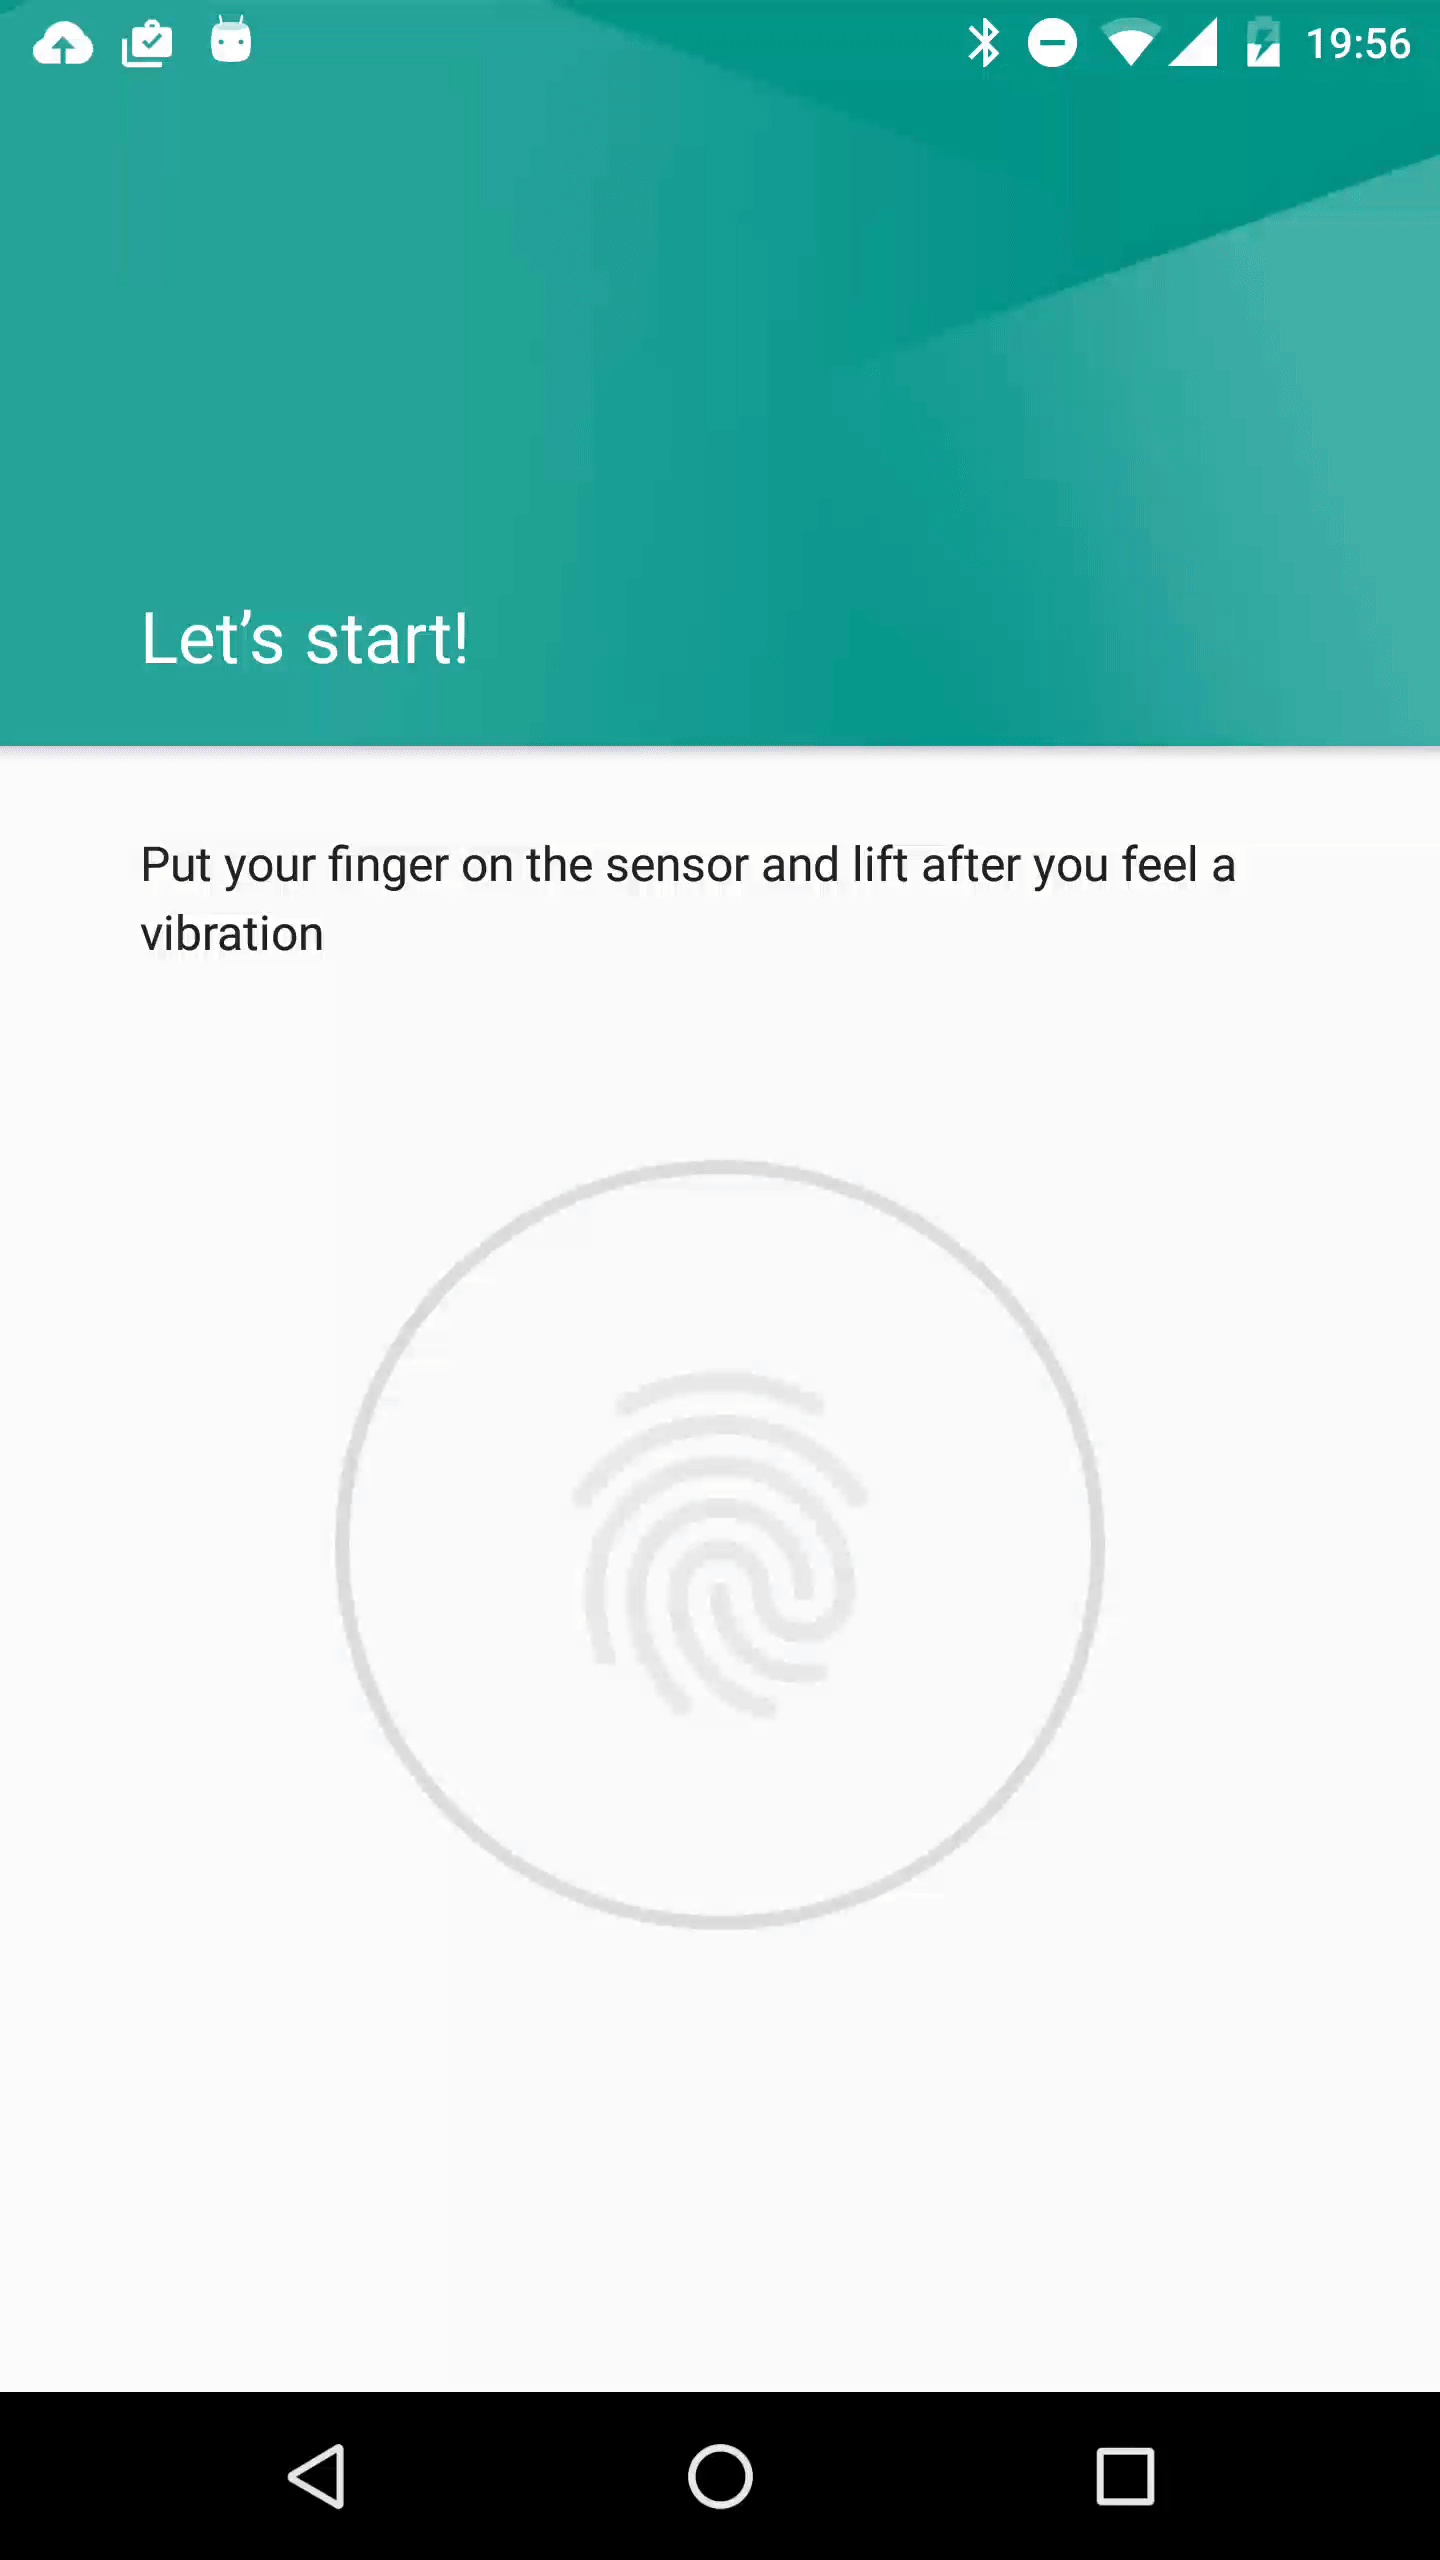 19:56
Let’s start!
Put your finger on the sensor and lift after you feel a
vibration